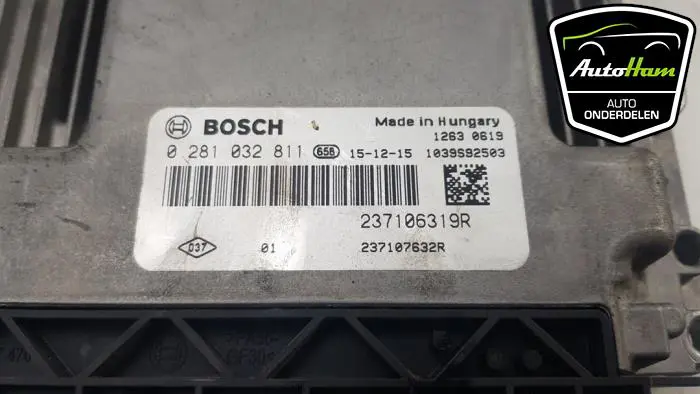 AutoHam
AUTO
ONDERDELEN
BOSCH
Made in Hungary
1263 0619
0 281 032 811 65B 15-12-15 1039S92503
237106319R
037 01 237107632R